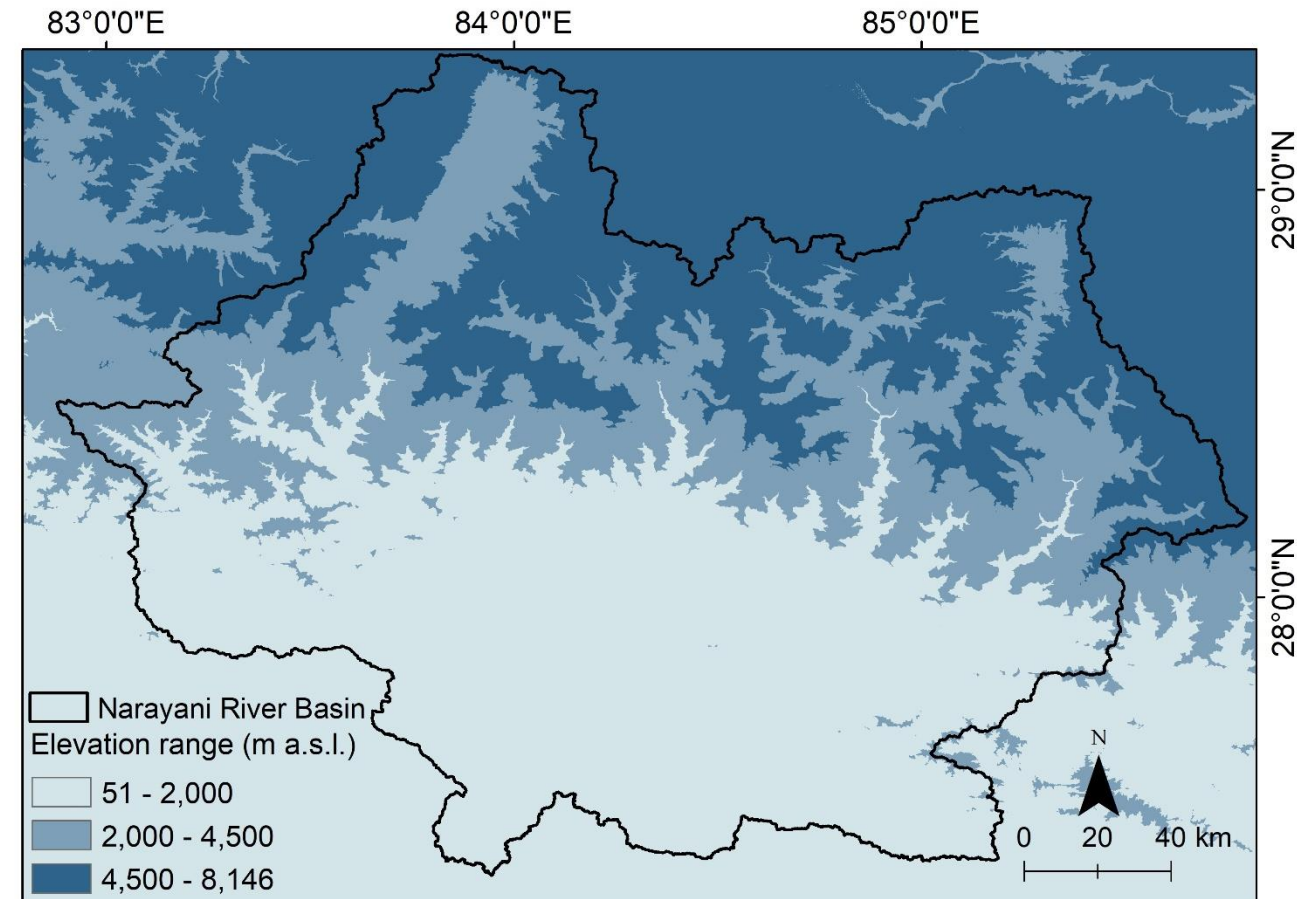 83°0'0"E 84°0'0"E 85°0'0"E
29°0'0"N
28°0'0"N
Narayani River Basin
Elevation range (m a.s.l.)
51 - 2,000
2,000 - 4,500
4,500 - 8,146
N
0 20 40 km